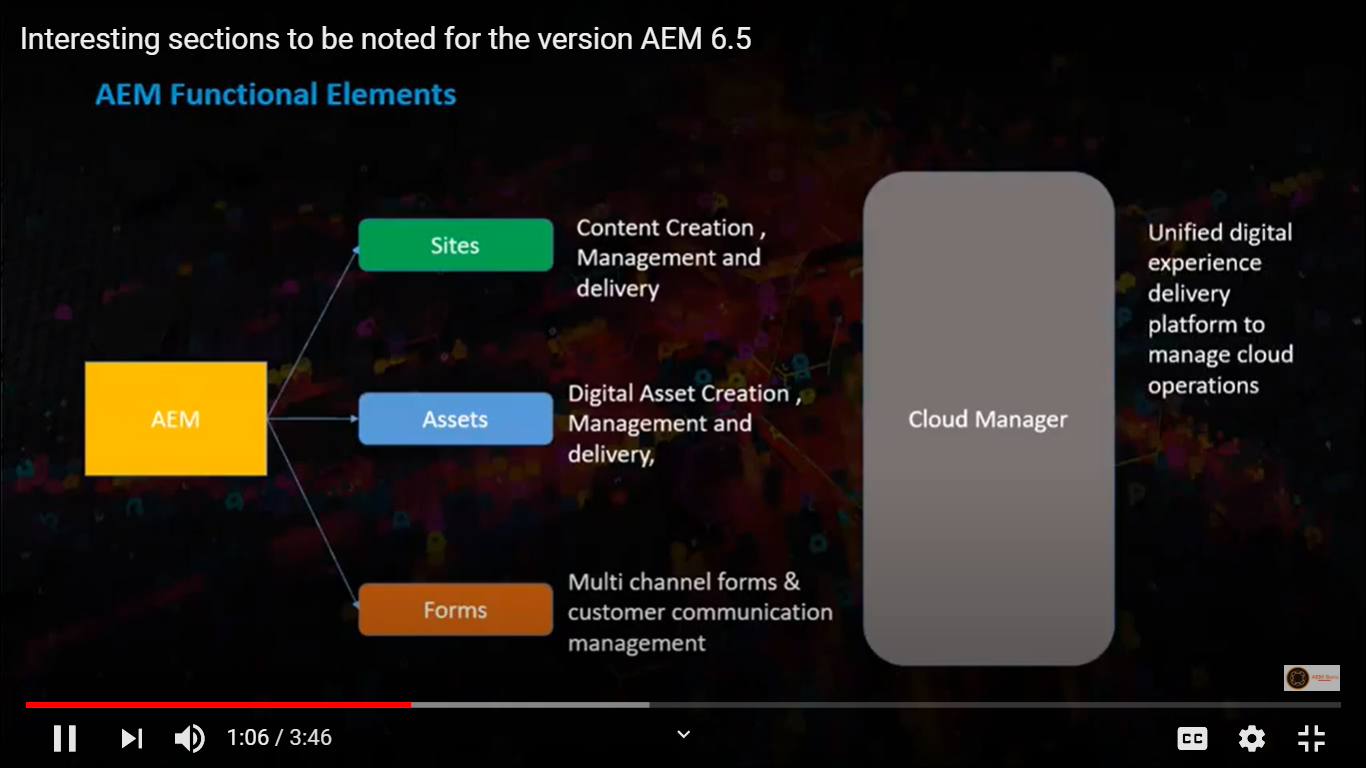 Interesting sections to be noted for the version AEM 6.5
AEM Functional Elements
AEM
Sites
Content Creation ,
Management and
delivery
Assets
Digital Asset Creation ,
Management and
delivery,
Forms
Multi channel forms &
customer communication
management
Cloud Manager
Unified digital
experience
delivery
platform to
manage cloud
operations
1:06 / 3:46
CC